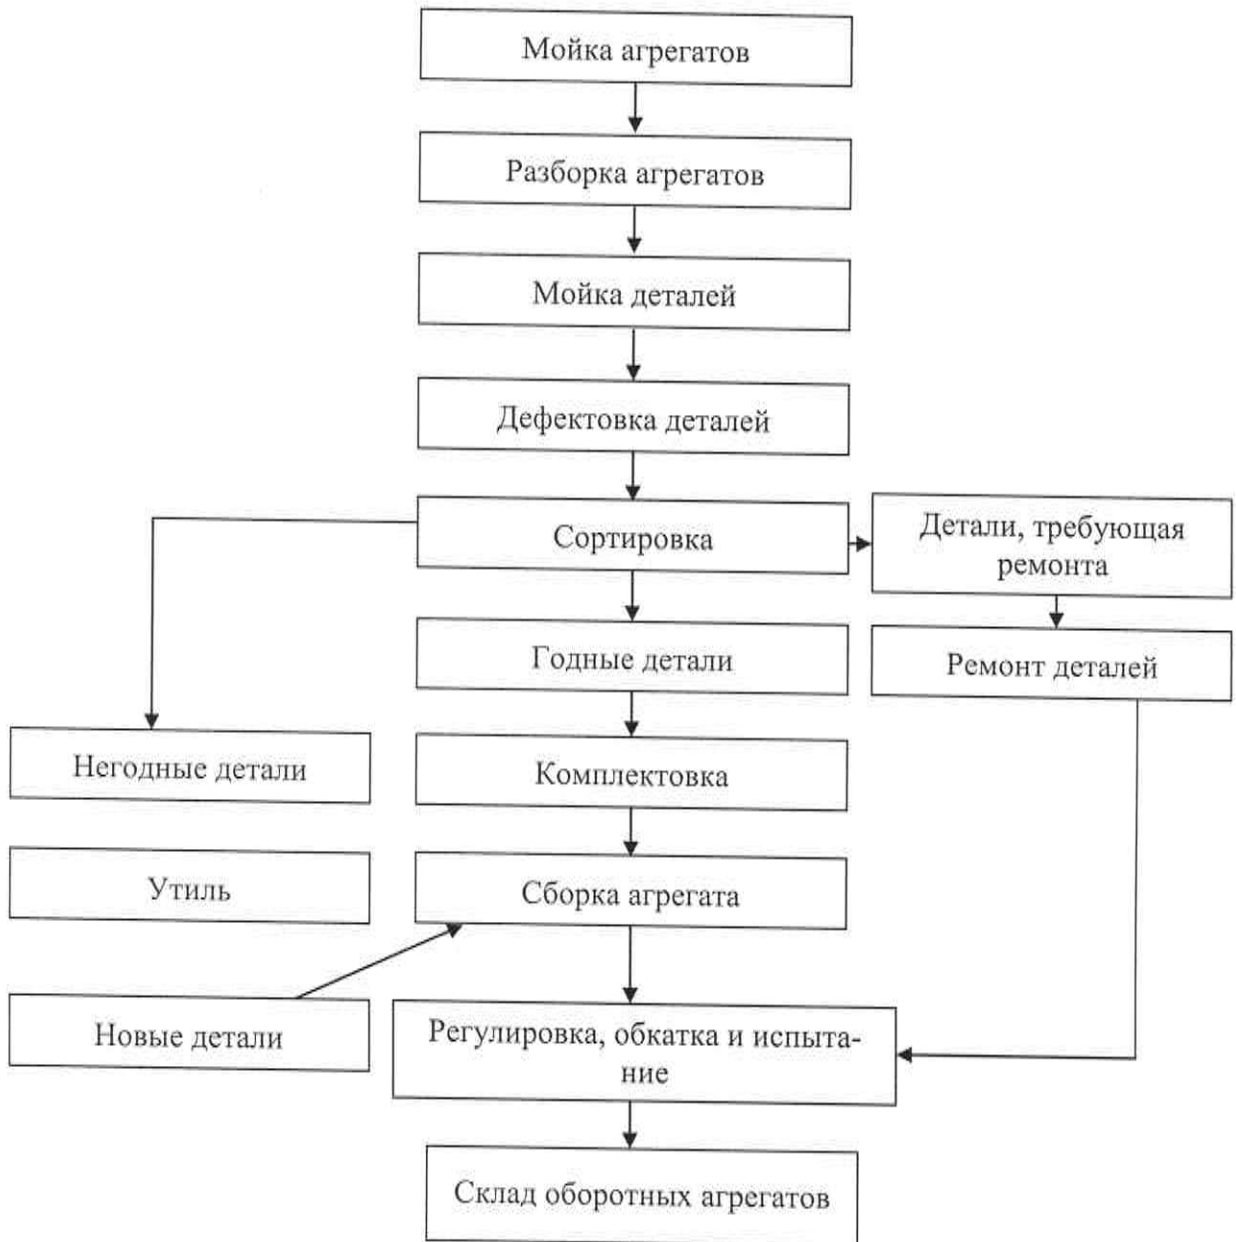 Мойка агрегатов
Разборка агрегатов
Мойка деталей
Дефектовка деталей
Сортировка
Детали, требующая
ремонта
Годные детали
Ремонт деталей
Негодные детали
Комплектовка
Утиль
Сборка агрегата
Новые детали
Регулировка, обкатка и испыта-
ние
Склад оборотных агрегатов